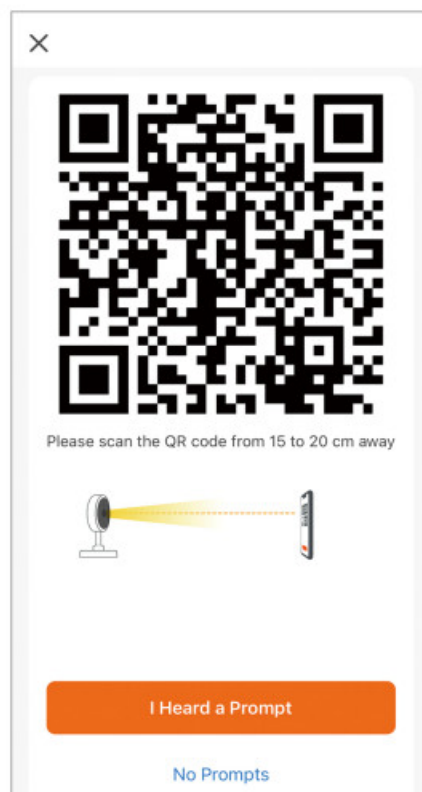 Please scan the QR code from 15 to 20 cm away
I Heard a Prompt
No Prompts